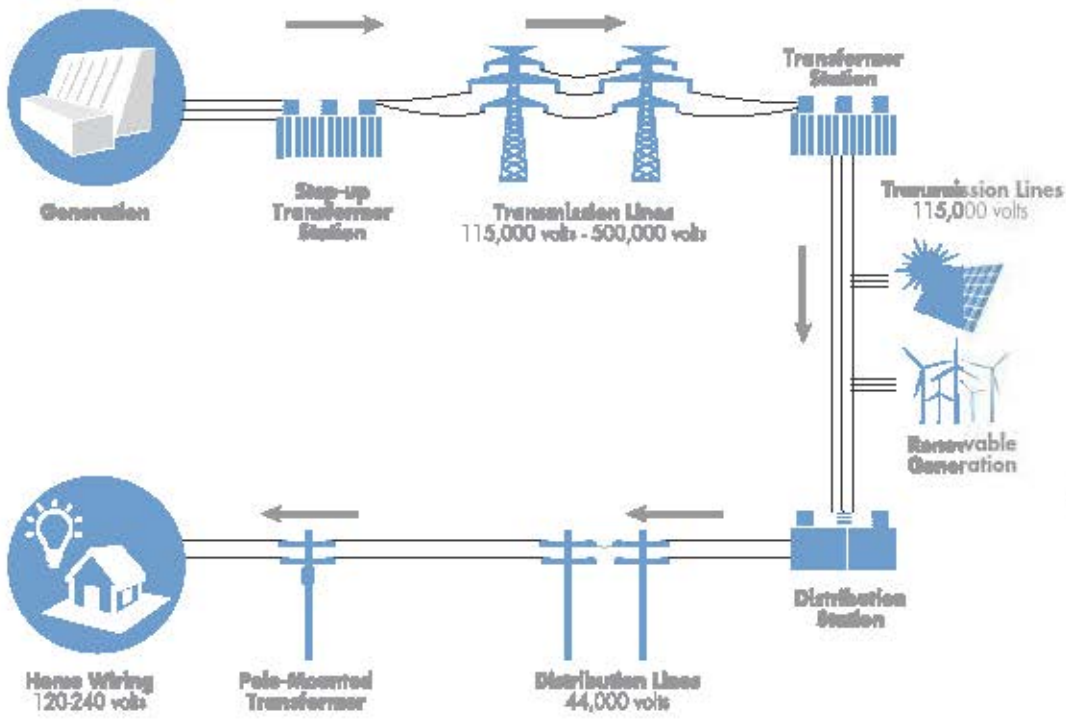 Generation
Step-up
Transformer
Station
Transmission Lines
115,000 volts - 500,000 volts
Transformer
Station
Transmission Lines
115,000 volts
Renewable
Generation
Distribution
Station
Distribution Lines
44,000 volts
Pole-Mounted
Transformer
Home Wiring
120-240 volts